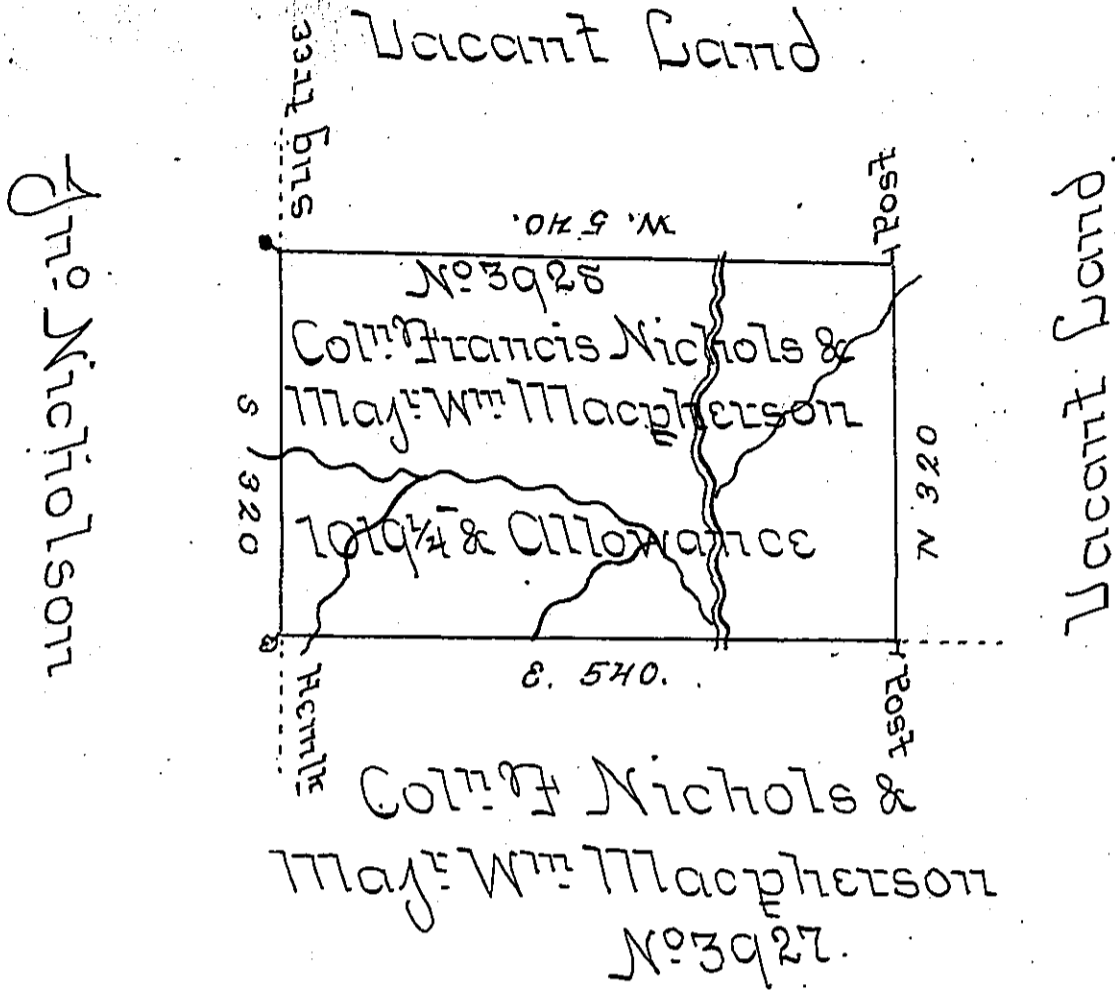 Vacant Land
Sug tree
Post
W. 540.
No 3928
Coln Francis Nichols &
Majr Wm Macpherson
S 320
N 320
1019¼ & Allowance
E. 540.
Hemlk
Post
Jno Nicholson
Vacant Land
Coln F Nichols &
Majr Wm Macpherson
No 3927.